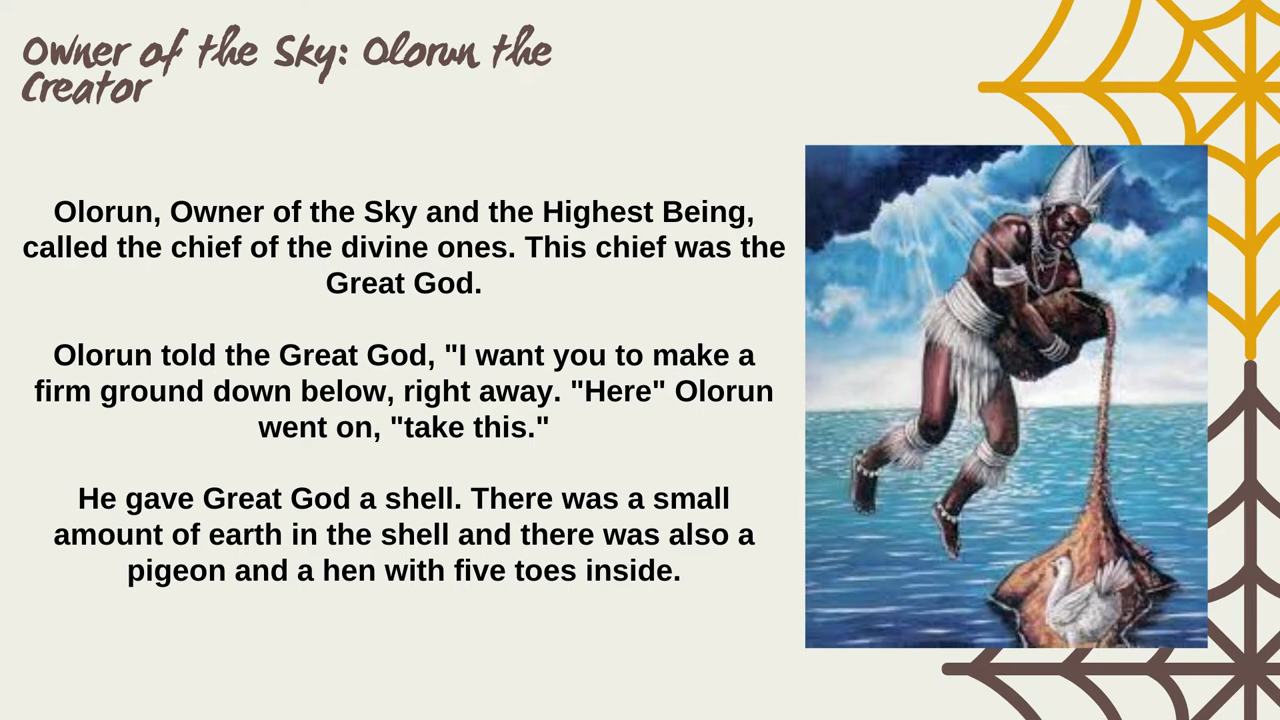 Owner of the Sky: Olorun the
Creator
Olorun, Owner of the Sky and the Highest Being,
called the chief of the divine ones. This chief was the
Great God.
Olorun told the Great God, "I want you to make a
firm ground down below, right away. "Here" Olorun
went on, "take this."
He gave Great God a shell. There was a small
amount of earth in the shell and there was also a
pigeon and a hen with five toes inside.